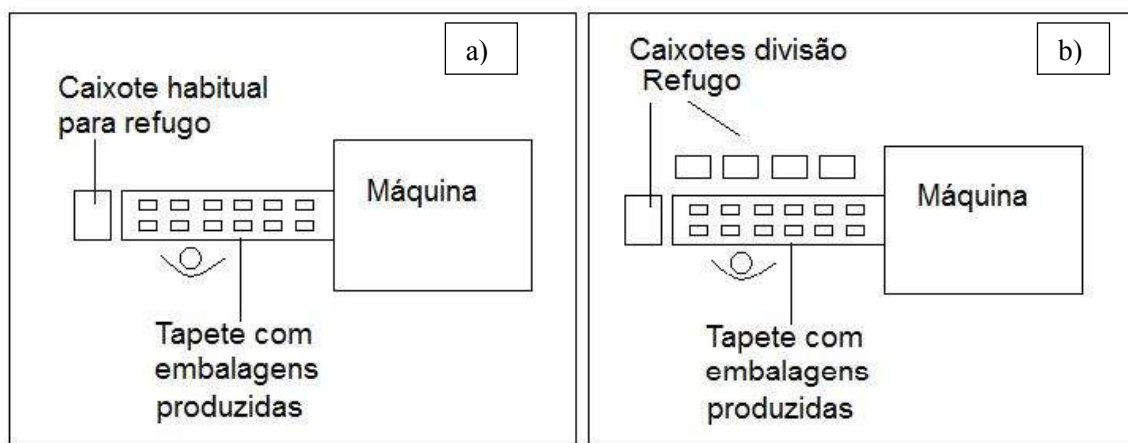 a)
Caixote habitual
para refugo
Máquina
Tapete com
embalagens
produzidas
b)
Caixotes divisão
Refugo
Máquina
Tapete com
embalagens
produzidas